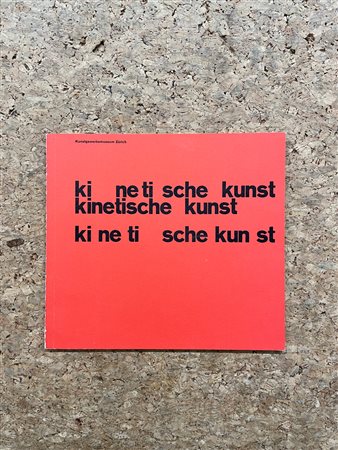 Kunstgewerbemuseum Zürich
ki ne ti sche kunst
kinetische kunst
ki ne ti sche kun st